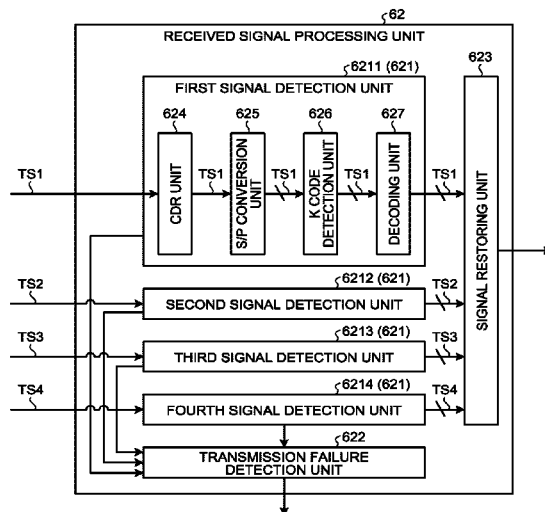 62
RECEIVED SIGNAL PROCESSING UNIT
6211 (621)
623
FIRST SIGNAL DETECTION UNIT
624
625
626
627
TS1
TS1
TS1
TS1
TS1
CDR UNIT
S/P CONVERSION
UNIT
K CODE
DETECTION UNIT
DECODING UNIT
SIGNAL RESTORING UNIT
6212 (621)
TS2
SECOND SIGNAL DETECTION UNIT
TS2
6213 (621)
TS3
THIRD SIGNAL DETECTION UNIT
TS3
6214 (621)
TS4
FOURTH SIGNAL DETECTION UNIT
TS4
622
TRANSMISSION FAILURE
DETECTION UNIT